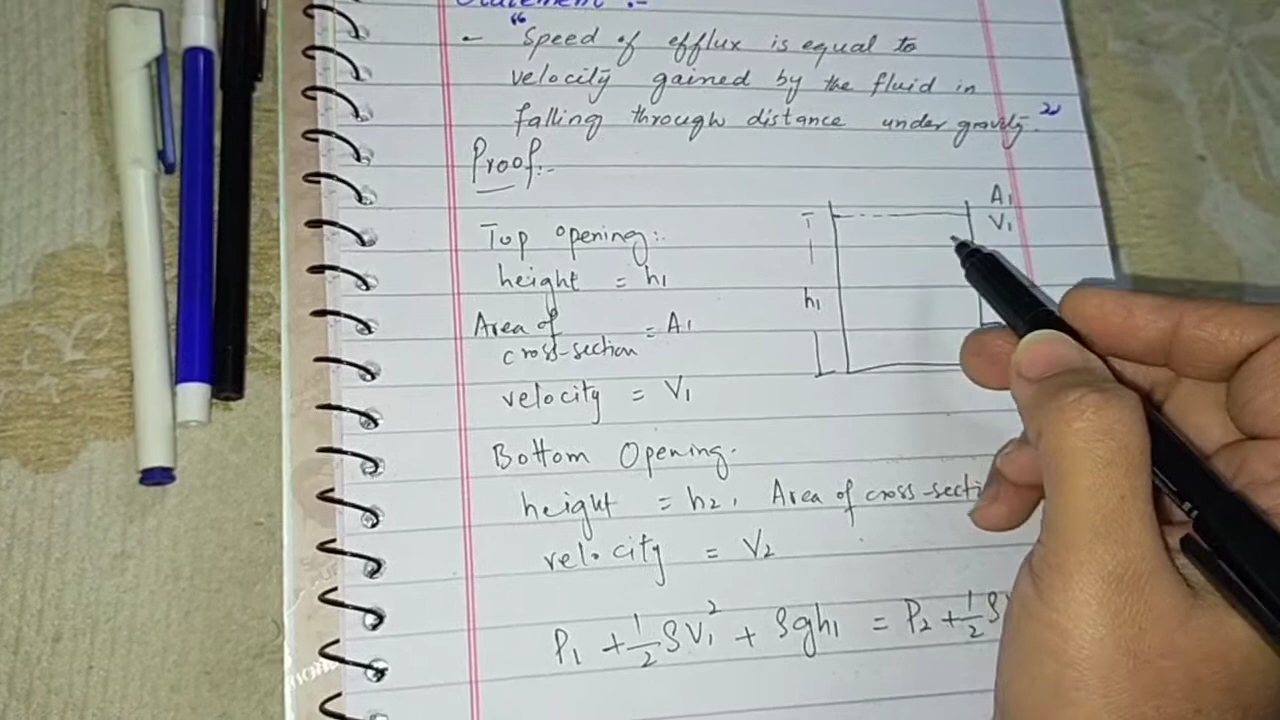 Statement :-
- "Speed of efflux is equal to
velocity gained by the fluid in
falling through distance under gravity."
Proof:-
Top opening:
height = h₁
Area of
cross-section = A₁
velocity = V₁
A₁
V₁
h₁
Bottom Opening.
height = h₂, Area of cross-secti
velocity = V₂
P₁ + 1/2 ρV₁² + ρgh₁ = P₂ + 1/2 ρ